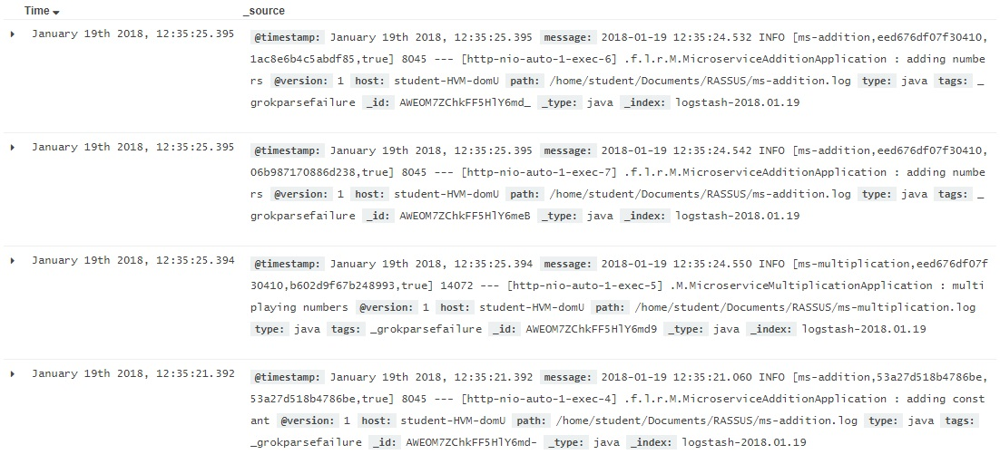 Time _source
January 19th 2018, 12:35:25.395 @timestamp: January 19th 2018, 12:35:25.395 message: 2018-01-19 12:35:24.532 INFO [ms-addition,eed676df07f30410,
1ac8e6b4c5abdf85,true] 8045 --- [http-nio-auto-1-exec-6] .f.l.r.M.MicroserviceAdditionApplication : adding numbe
rs @version: 1 host: student-HVM-domU path: /home/student/Documents/RASSUS/ms-addition.log type: java tags: _
grokparsefailure _id: AWEOM7ZChkFF5HlY6md_ _type: java _index: logstash-2018.01.19
January 19th 2018, 12:35:25.395 @timestamp: January 19th 2018, 12:35:25.395 message: 2018-01-19 12:35:24.542 INFO [ms-addition,eed676df07f30410,
06b987170886d238,true] 8045 --- [http-nio-auto-1-exec-7] .f.l.r.M.MicroserviceAdditionApplication : adding numbe
rs @version: 1 host: student-HVM-domU path: /home/student/Documents/RASSUS/ms-addition.log type: java tags: _
grokparsefailure _id: AWEOM7ZChkFF5HlY6meB _type: java _index: logstash-2018.01.19
January 19th 2018, 12:35:25.394 @timestamp: January 19th 2018, 12:35:25.394 message: 2018-01-19 12:35:24.550 INFO [ms-multiplication,eed676df07f
30410,b602d9f67b248993,true] 14072 --- [http-nio-auto-1-exec-5] .M.MicroserviceMultiplicationApplication : multi
playing numbers @version: 1 host: student-HVM-domU path: /home/student/Documents/RASSUS/ms-multiplication.log
type: java tags: _grokparsefailure _id: AWEOM7ZChkFF5HlY6md9 _type: java _index: logstash-2018.01.19
January 19th 2018, 12:35:21.392 @timestamp: January 19th 2018, 12:35:21.392 message: 2018-01-19 12:35:21.060 INFO [ms-addition,53a27d518b4786be,
53a27d518b4786be,true] 8045 --- [http-nio-auto-1-exec-4] .f.l.r.M.MicroserviceAdditionApplication : adding const
ant @version: 1 host: student-HVM-domU path: /home/student/Documents/RASSUS/ms-addition.log type: java tags:
_grokparsefailure _id: AWEOM7ZChkFF5HlY6md- _type: java _index: logstash-2018.01.19